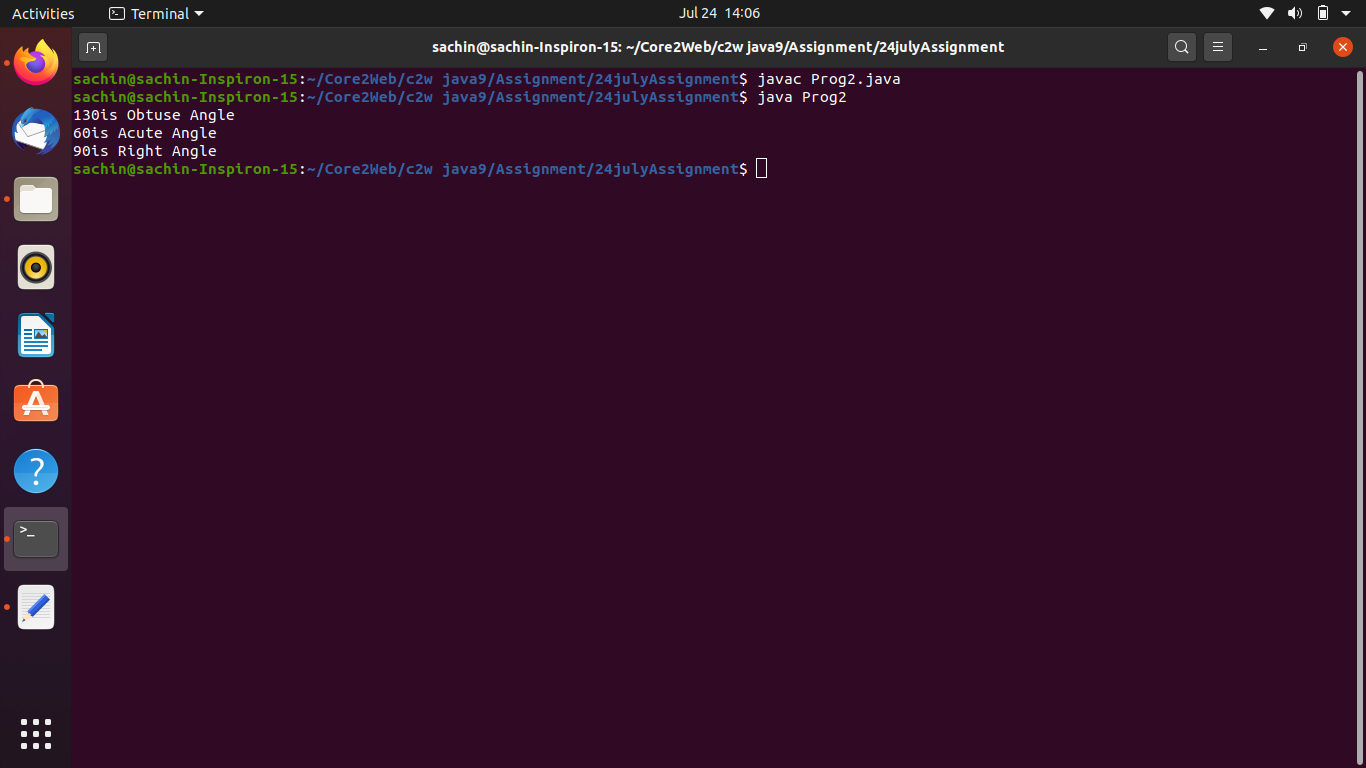 Activities
Terminal
Jul 24 14:06
sachin@sachin-Inspiron-15: ~/Core2Web/c2w java9/Assignment/24julyAssignment
sachin@sachin-Inspiron-15:~/Core2Web/c2w java9/Assignment/24julyAssignment$ javac Prog2.java
sachin@sachin-Inspiron-15:~/Core2Web/c2w java9/Assignment/24julyAssignment$ java Prog2
130is Obtuse Angle
60is Acute Angle
90is Right Angle
sachin@sachin-Inspiron-15:~/Core2Web/c2w java9/Assignment/24julyAssignment$